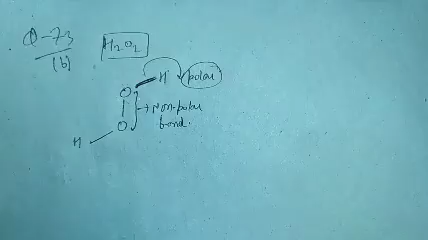 Q-73
(b)
H2O2
O H polar
O → Non-polar
bond.
H